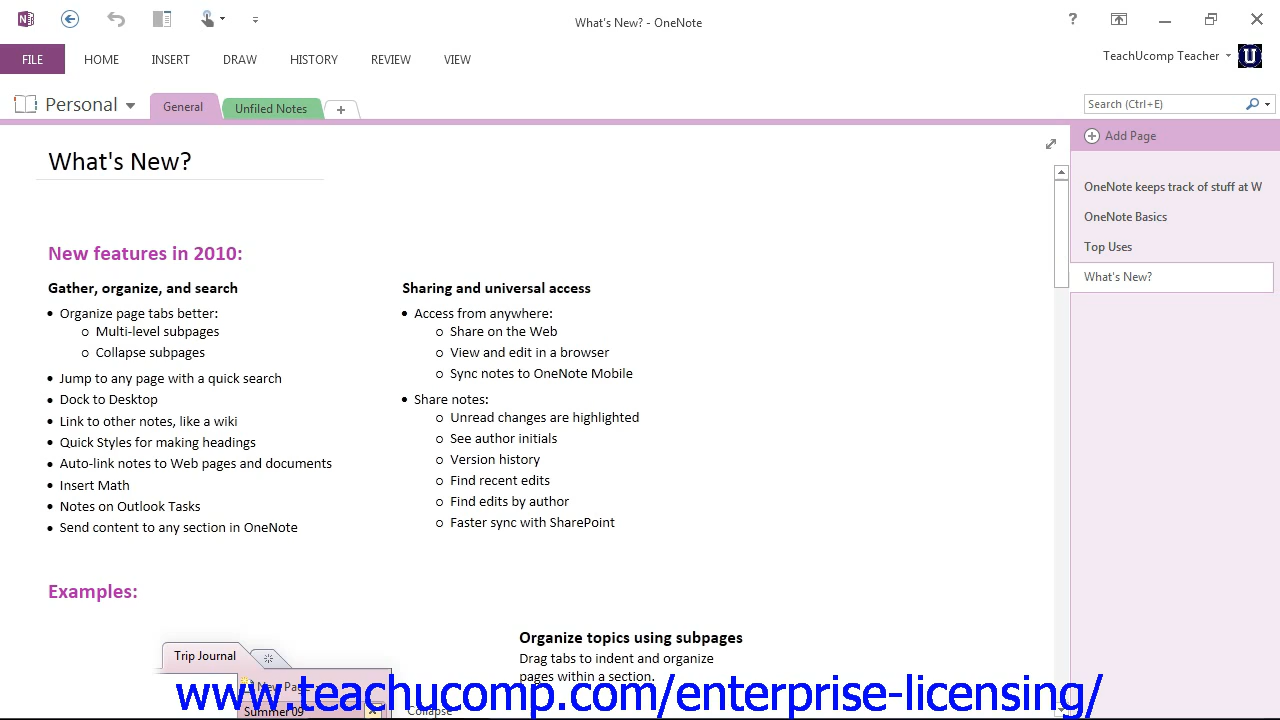 What's New? - OneNote
?
FILE HOME INSERT DRAW HISTORY REVIEW VIEW
TeachUcomp Teacher
Personal
General
Unfiled Notes
+
Search (Ctrl+E)
Add Page
OneNote keeps track of stuff at W
OneNote Basics
Top Uses
What's New?
What's New?
New features in 2010:
Gather, organize, and search
• Organize page tabs better:
o Multi-level subpages
o Collapse subpages
• Jump to any page with a quick search
• Dock to Desktop
• Link to other notes, like a wiki
• Quick Styles for making headings
• Auto-link notes to Web pages and documents
• Insert Math
• Notes on Outlook Tasks
• Send content to any section in OneNote
Sharing and universal access
• Access from anywhere:
o Share on the Web
o View and edit in a browser
o Sync notes to OneNote Mobile
• Share notes:
o Unread changes are highlighted
o See author initials
o Version history
o Find recent edits
o Find edits by author
o Faster sync with SharePoint
Examples:
Trip Journal
New Page
Summer 09
Organize topics using subpages
Drag tabs to indent and organize
pages within a section.
Collapse
www.teachucomp.com/enterprise-licensing/